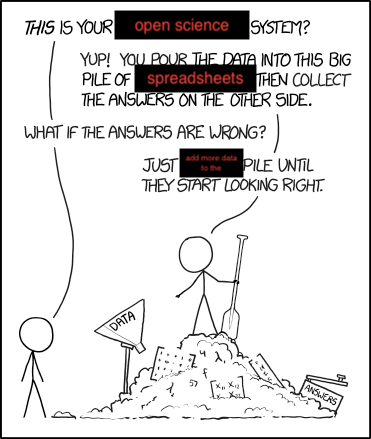 THIS IS YOUR open science SYSTEM?
YUP! YOU POUR THE DATA INTO THIS BIG
PILE OF spreadsheets THEN COLLECT
THE ANSWERS ON THE OTHER SIDE.
WHAT IF THE ANSWERS ARE WRONG?
JUST add more data
to the PILE UNTIL
THEY START LOOKING RIGHT.
DATA
ANSWERS